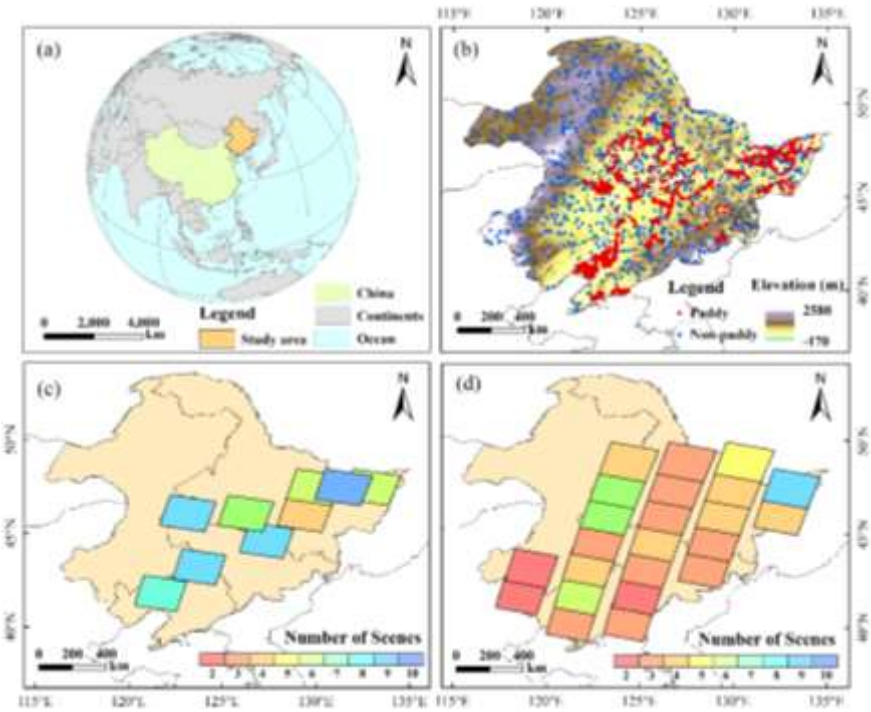 115°E 120°E 125°E 130°E 135°E
(a)
N
China
Legend
Continents
0 2,000 4,000
km
Study area
Ocean
(b)
N
50°N
45°N
40°N
Legend
Elevation (m)
Paddy
2580
Non-paddy
-170
0 200 400
km
(c)
N
50°N
45°N
40°N
Number of Scenes
0 200 400
km
2 3 4 5 6 7 8 9 10
115°E 120°E 125°E 130°E 135°E
(d)
N
50°N
45°N
40°N
Number of Scenes
0 200 400
km
2 3 4 5 6 7 8 9 10
115°E 120°E 125°E 130°E 135°E